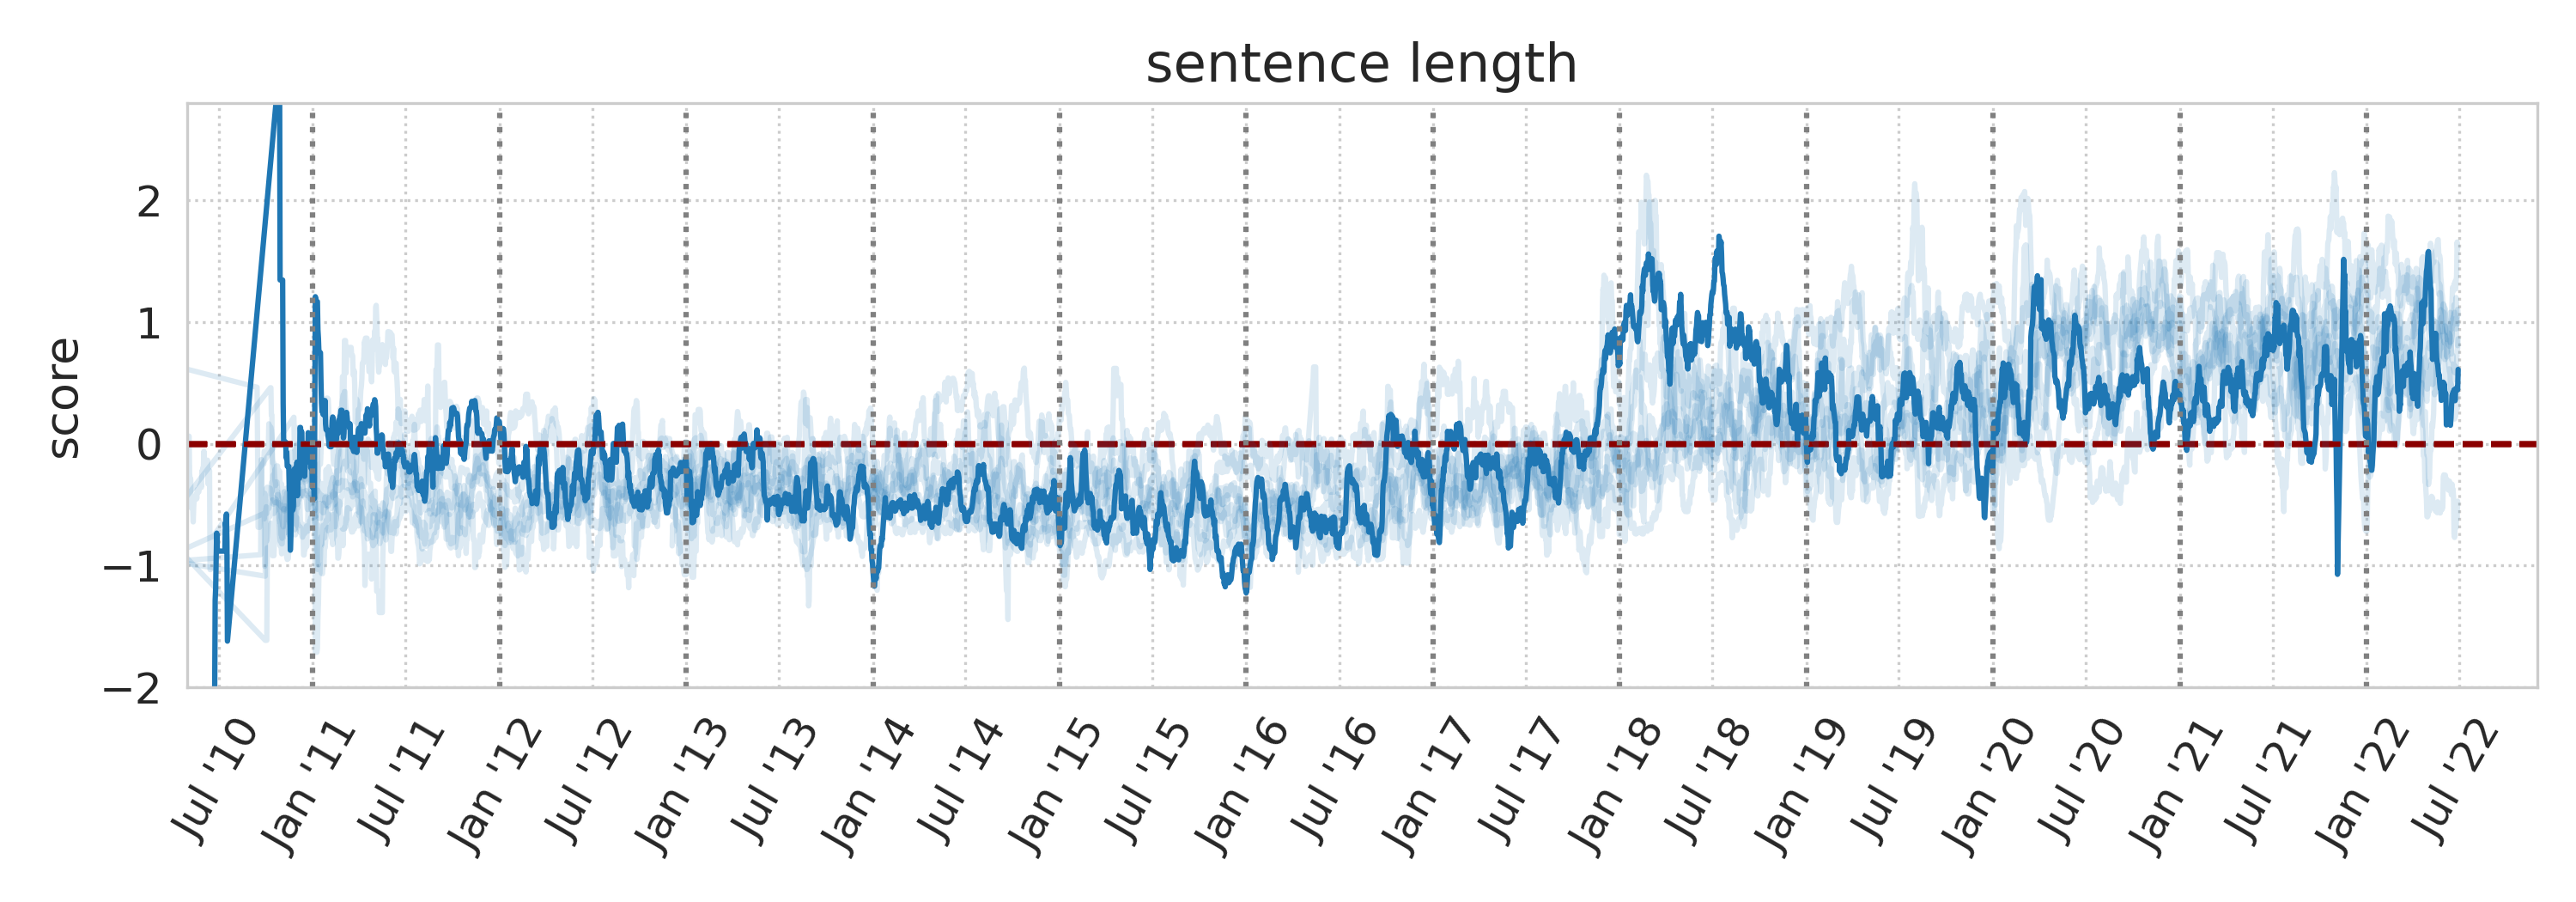 sentence length
score
2
1
0
−1
−2
Jul '10
Jan '11
Jul '11
Jan '12
Jul '12
Jan '13
Jul '13
Jan '14
Jul '14
Jan '15
Jul '15
Jan '16
Jul '16
Jan '17
Jul '17
Jan '18
Jul '18
Jan '19
Jul '19
Jan '20
Jul '20
Jan '21
Jul '21
Jan '22
Jul '22